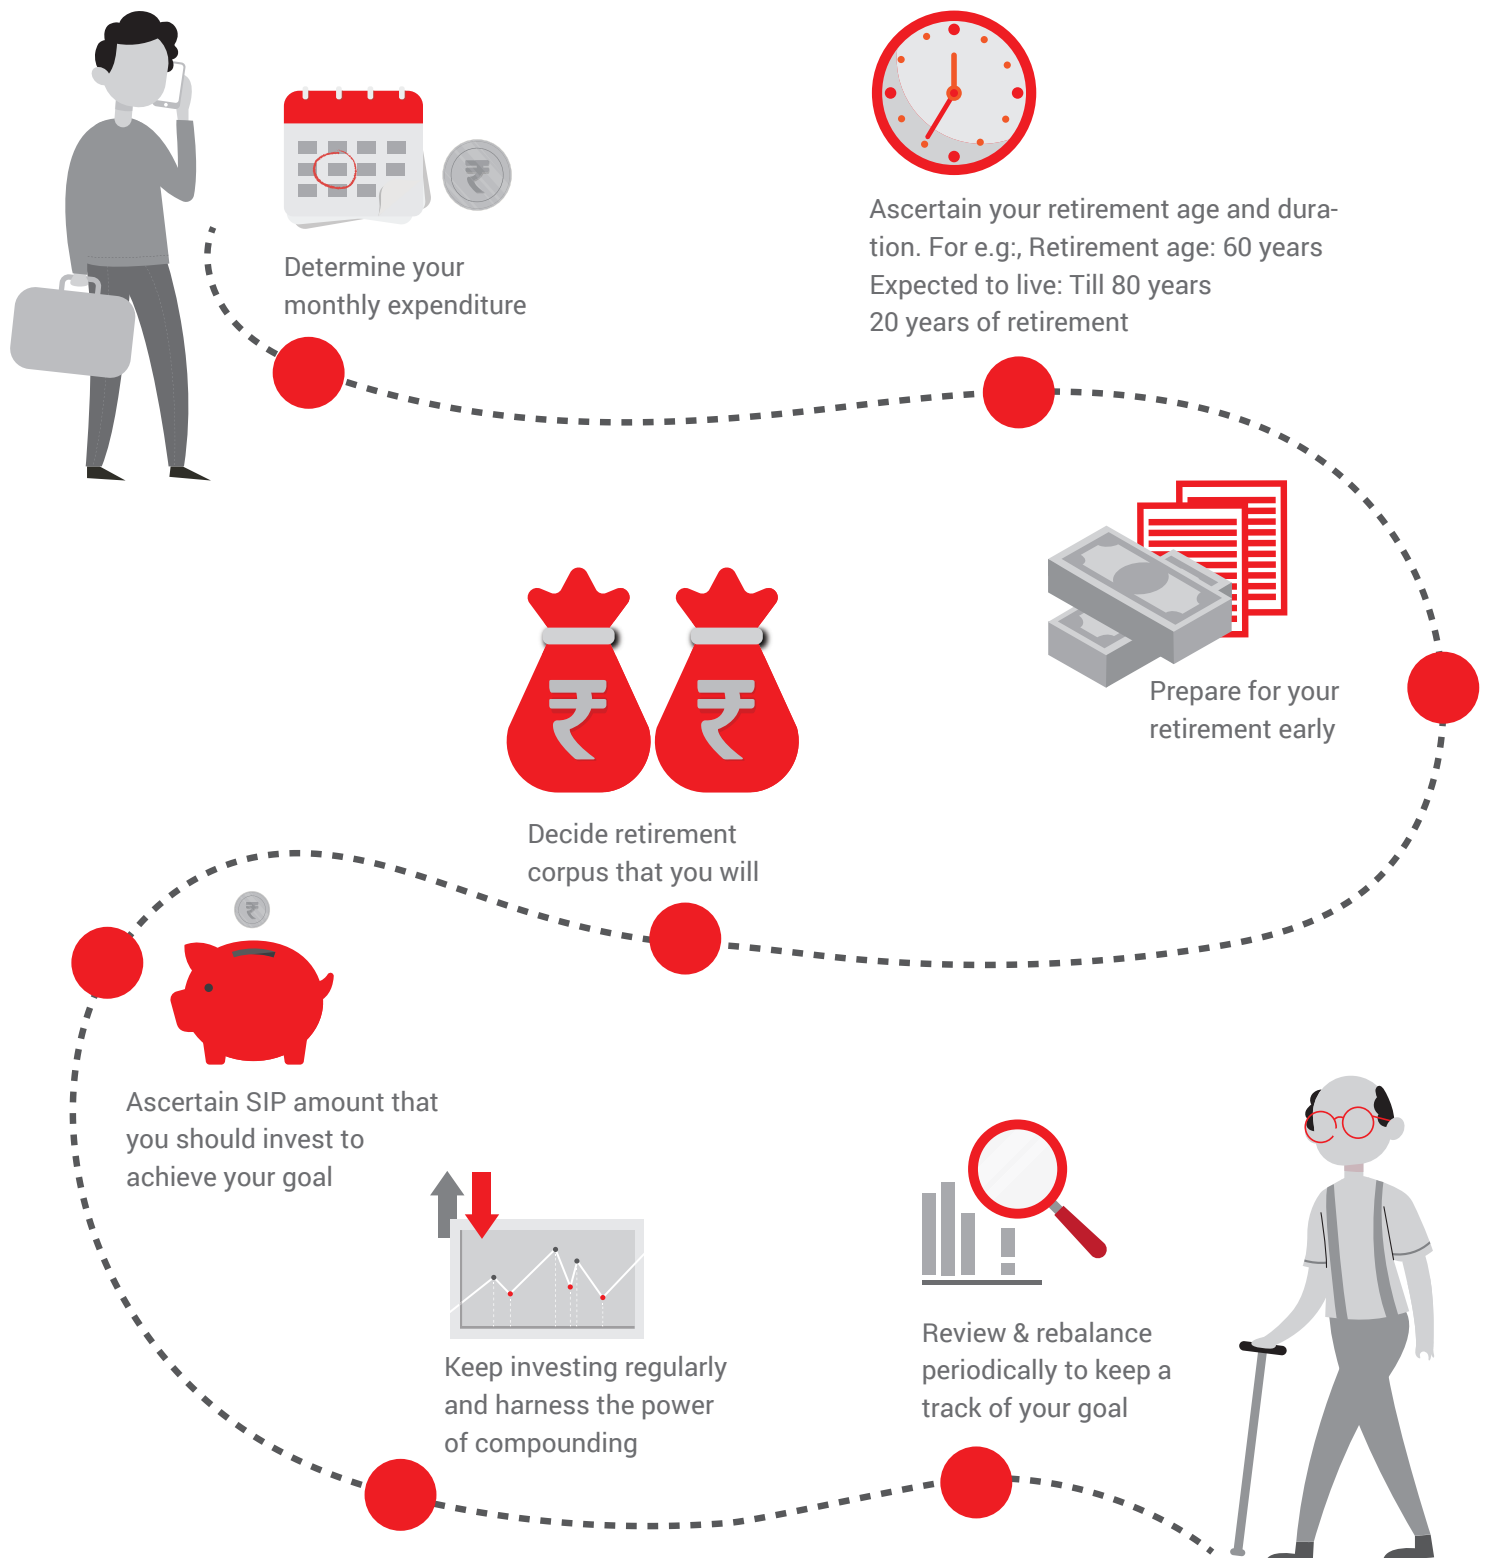 Determine your
monthly expenditure
Ascertain your retirement age and dura-
tion. For e.g:, Retirement age: 60 years
Expected to live: Till 80 years
20 years of retirement
Prepare for your
retirement early
Decide retirement
corpus that you will
Ascertain SIP amount that
you should invest to
achieve your goal
Keep investing regularly
and harness the power
of compounding
Review & rebalance
periodically to keep a
track of your goal